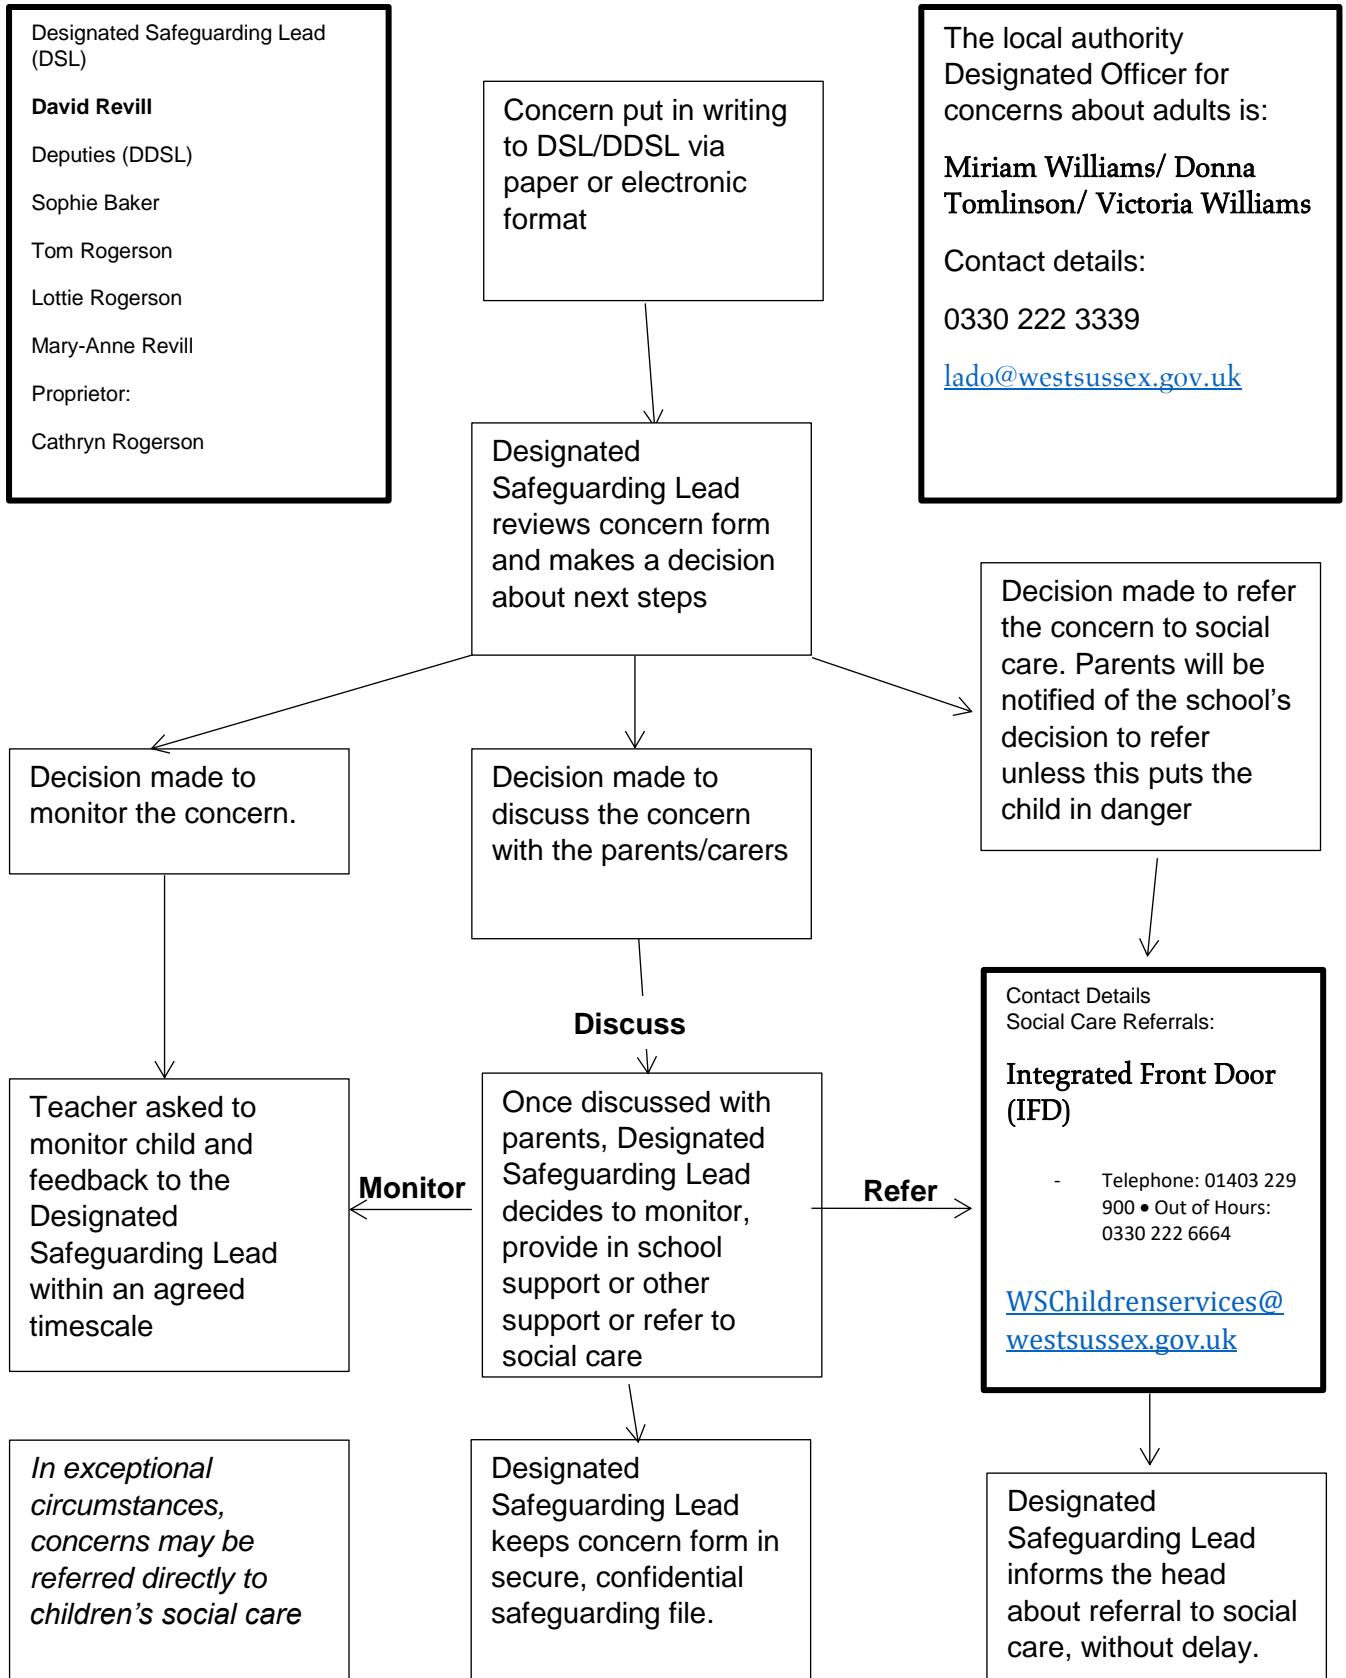 Designated Safeguarding Lead
(DSL)
David Revill
Deputies (DDSL)
Sophie Baker
Tom Rogerson
Lottie Rogerson
Mary-Anne Revill
Proprietor:
Cathryn Rogerson
Concern put in writing
to DSL/DDSL via
paper or electronic
format
The local authority
Designated Officer for
concerns about adults is:
Miriam Williams/ Donna
Tomlinson/ Victoria Williams
Contact details:
0330 222 3339
lado@westsussex.gov.uk
Designated
Safeguarding Lead
reviews concern form
and makes a decision
about next steps
Decision made to refer
the concern to social
care. Parents will be
notified of the school’s
decision to refer
unless this puts the
child in danger
Decision made to
monitor the concern.
Decision made to
discuss the concern
with the parents/carers
Discuss
Contact Details
Social Care Referrals:
Integrated Front Door
(IFD)
- Telephone: 01403 229
900 • Out of Hours:
0330 222 6664
WSChildrenservices@
westsussex.gov.uk
Teacher asked to
monitor child and
feedback to the
Designated
Safeguarding Lead
within an agreed
timescale
Monitor
Once discussed with
parents, Designated
Safeguarding Lead
decides to monitor,
provide in school
support or other
support or refer to
social care
Refer
In exceptional
circumstances,
concerns may be
referred directly to
children’s social care
Designated
Safeguarding Lead
keeps concern form in
secure, confidential
safeguarding file.
Designated
Safeguarding Lead
informs the head
about referral to social
care, without delay.